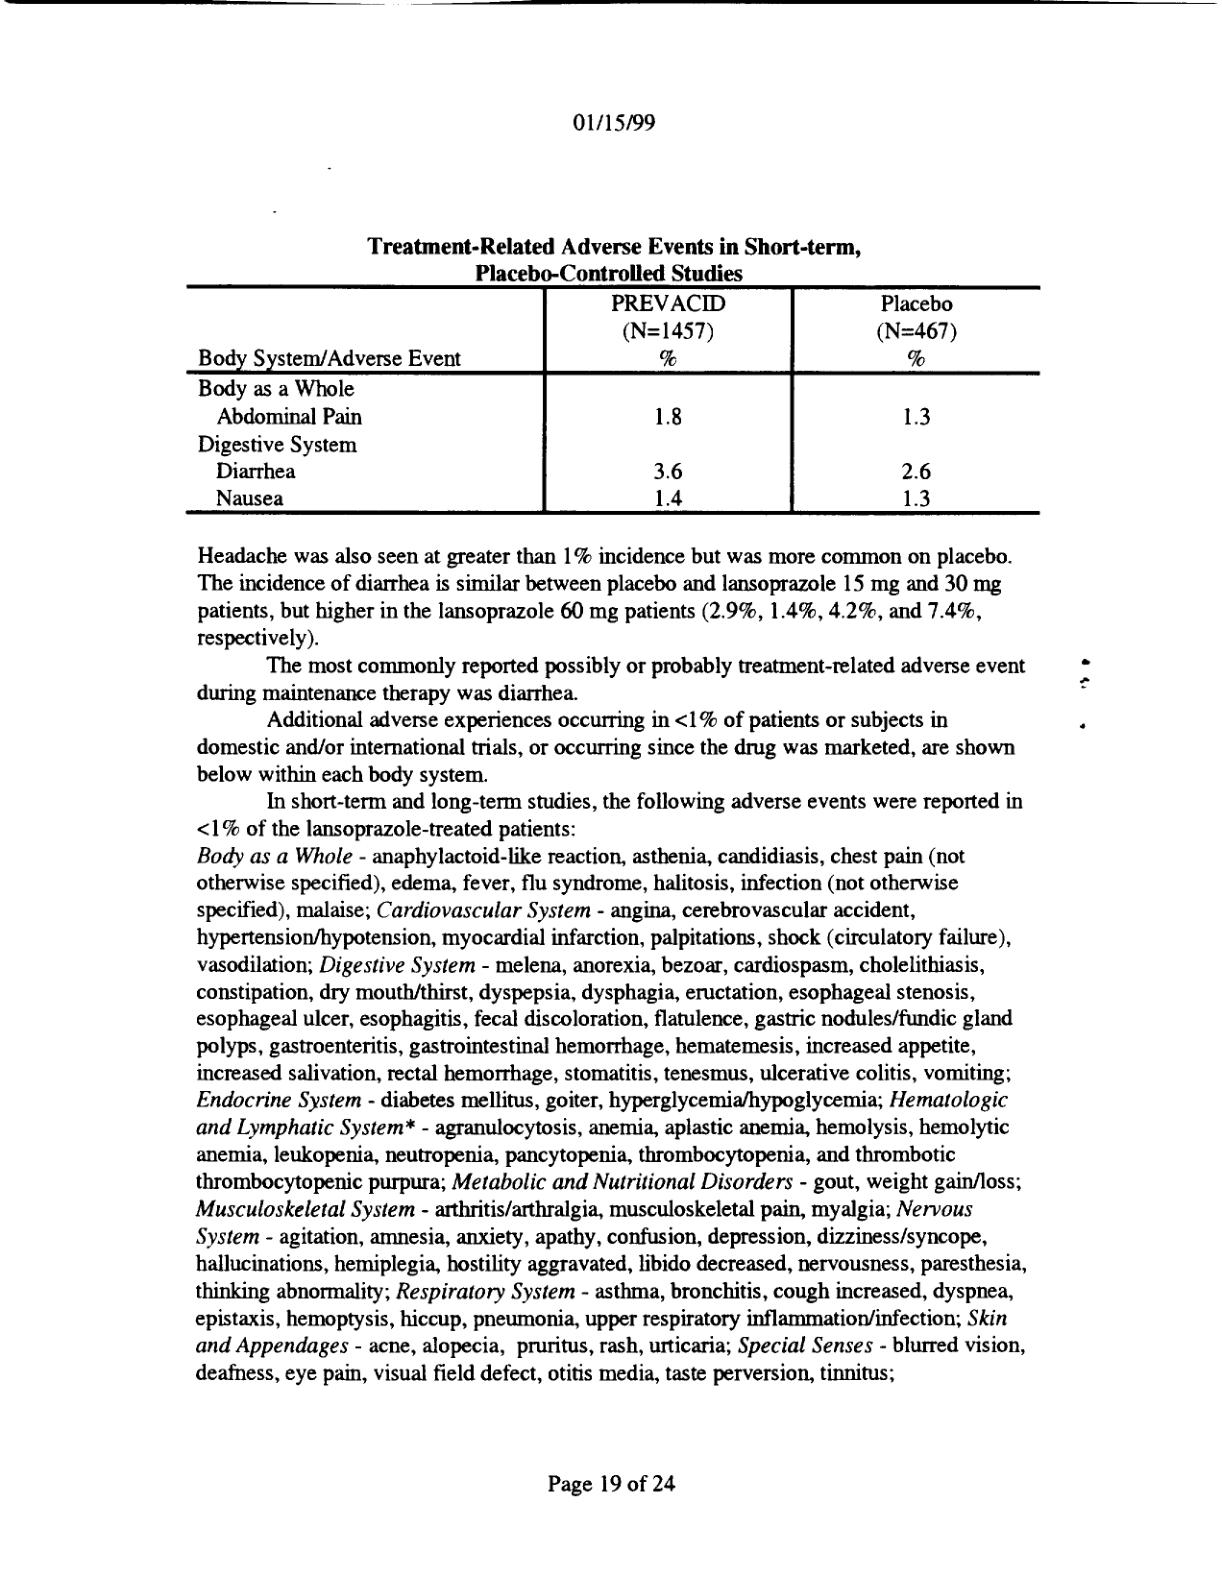 01/15/99
Treatment-Related Adverse Events in Short-term,
Placebo-Controlled Studies
PREVACID Placebo
(N=1457) (N=467)
Body System/Adverse Event % %
Body as a Whole
Abdominal Pain 1.8 1.3
Digestive System
Diarrhea 3.6 2.6
Nausea 1.4 1.3
Headache was also seen at greater than 1% incidence but was more common on placebo.
The incidence of diarrhea is similar between placebo and lansoprazole 15 mg and 30 mg
patients, but higher in the lansoprazole 60 mg patients (2.9%, 1.4%, 4.2%, and 7.4%,
respectively).
The most commonly reported possibly or probably treatment-related adverse event
during maintenance therapy was diarrhea.
Additional adverse experiences occurring in <1% of patients or subjects in
domestic and/or international trials, or occurring since the drug was marketed, are shown
below within each body system.
In short-term and long-term studies, the following adverse events were reported in
<1% of the lansoprazole-treated patients:
Body as a Whole - anaphylactoid-like reaction, asthenia, candidiasis, chest pain (not
otherwise specified), edema, fever, flu syndrome, halitosis, infection (not otherwise
specified), malaise; Cardiovascular System - angina, cerebrovascular accident,
hypertension/hypotension, myocardial infarction, palpitations, shock (circulatory failure),
vasodilation; Digestive System - melena, anorexia, bezoar, cardiospasm, cholelithiasis,
constipation, dry mouth/thirst, dyspepsia, dysphagia, eructation, esophageal stenosis,
esophageal ulcer, esophagitis, fecal discoloration, flatulence, gastric nodules/fundic gland
polyps, gastroenteritis, gastrointestinal hemorrhage, hematemesis, increased appetite,
increased salivation, rectal hemorrhage, stomatitis, tenesmus, ulcerative colitis, vomiting;
Endocrine System - diabetes mellitus, goiter, hyperglycemia/hypoglycemia; Hematologic
and Lymphatic System* - agranulocytosis, anemia, aplastic anemia, hemolysis, hemolytic
anemia, leukopenia, neutropenia, pancytopenia, thrombocytopenia, and thrombotic
thrombocytopenic purpura; Metabolic and Nutritional Disorders - gout, weight gain/loss;
Musculoskeletal System - arthritis/arthralgia, musculoskeletal pain, myalgia; Nervous
System - agitation, amnesia, anxiety, apathy, confusion, depression, dizziness/syncope,
hallucinations, hemiplegia, hostility aggravated, libido decreased, nervousness, paresthesia,
thinking abnormality; Respiratory System - asthma, bronchitis, cough increased, dyspnea,
epistaxis, hemoptysis, hiccup, pneumonia, upper respiratory inflammation/infection; Skin
and Appendages - acne, alopecia, pruritus, rash, urticaria; Special Senses - blurred vision,
deafness, eye pain, visual field defect, otitis media, taste perversion, tinnitus;
Page 19 of 24